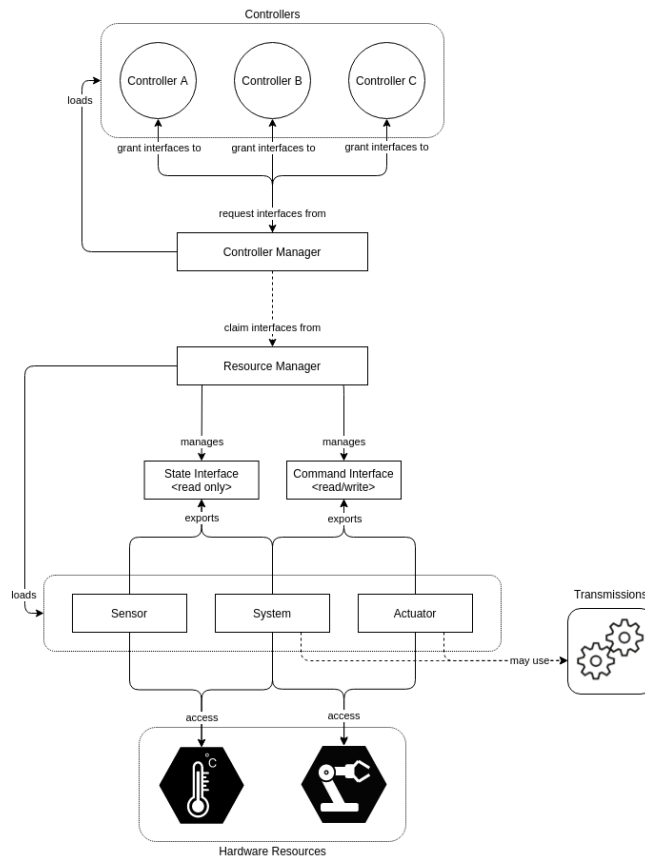 Controllers
Controller A
Controller B
Controller C
loads
grant interfaces to
grant interfaces to
grant interfaces to
request interfaces from
Controller Manager
claim interfaces from
Resource Manager
manages
manages
State Interface
<read only>
Command Interface
<read/write>
exports
exports
loads
Sensor
System
Actuator
Transmissions
may use
access
access
°C
Hardware Resources